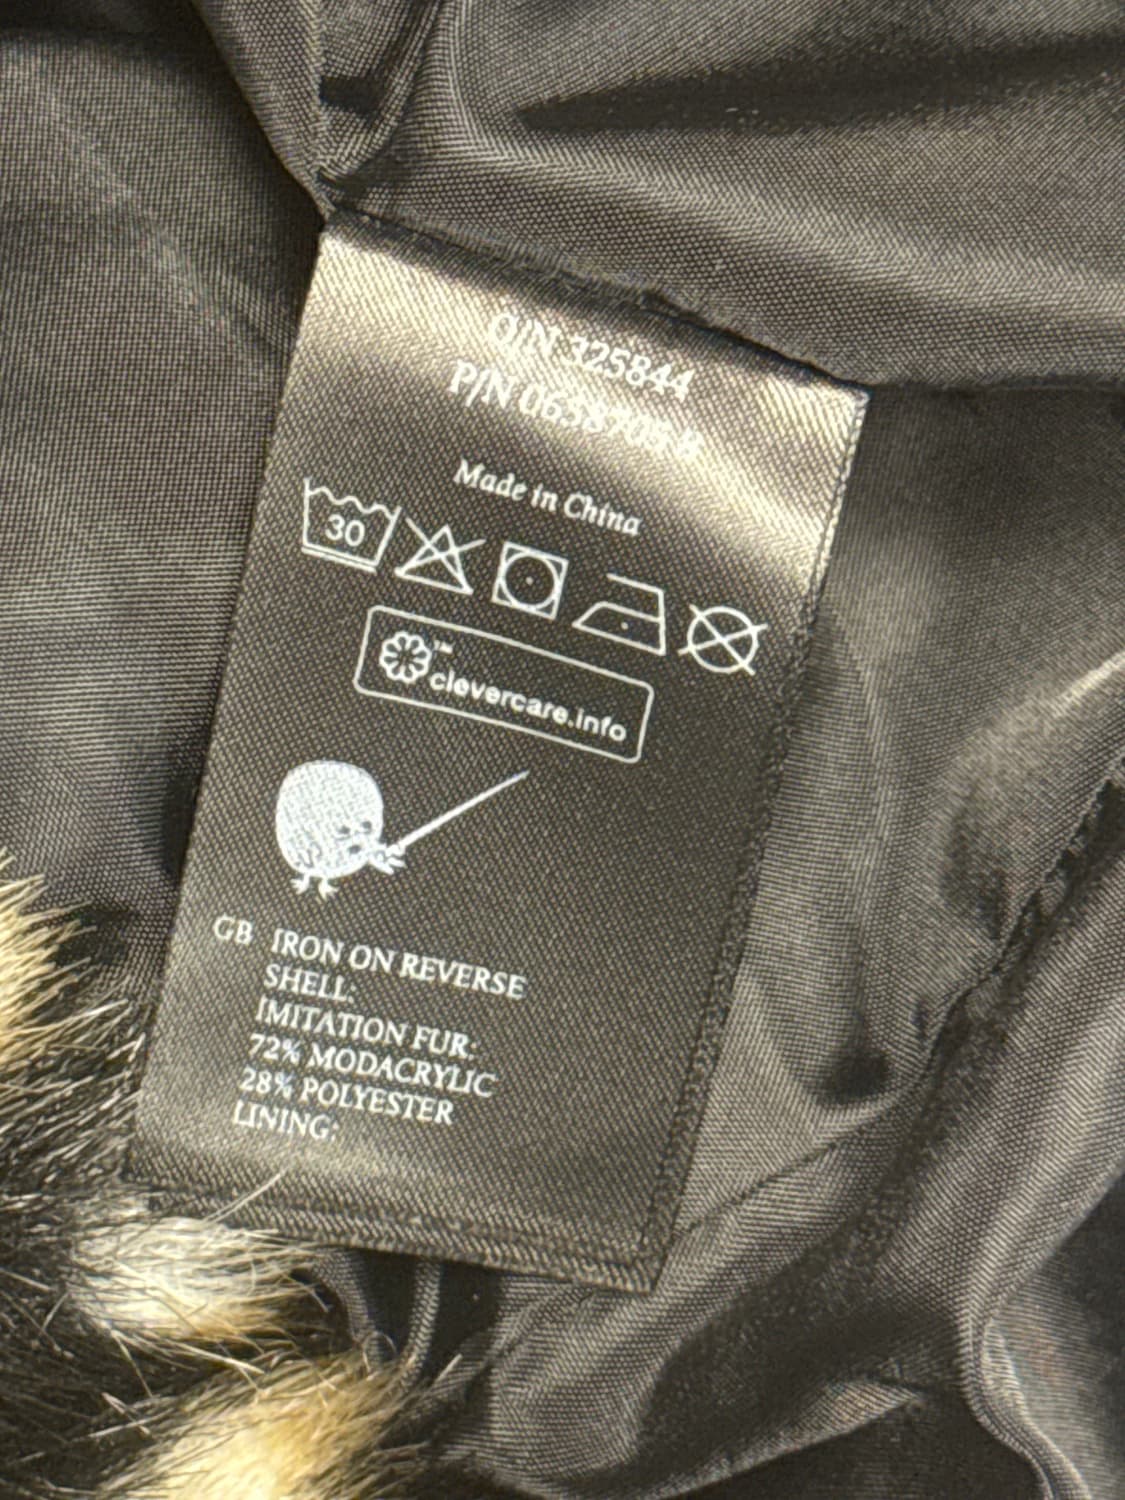 O/N 325844
Made in China
30
™
clevercare.info
GB IRON ON REVERSE
SHELL:
IMITATION FUR:
72% MODACRYLIC
28% POLYESTER
LINING: